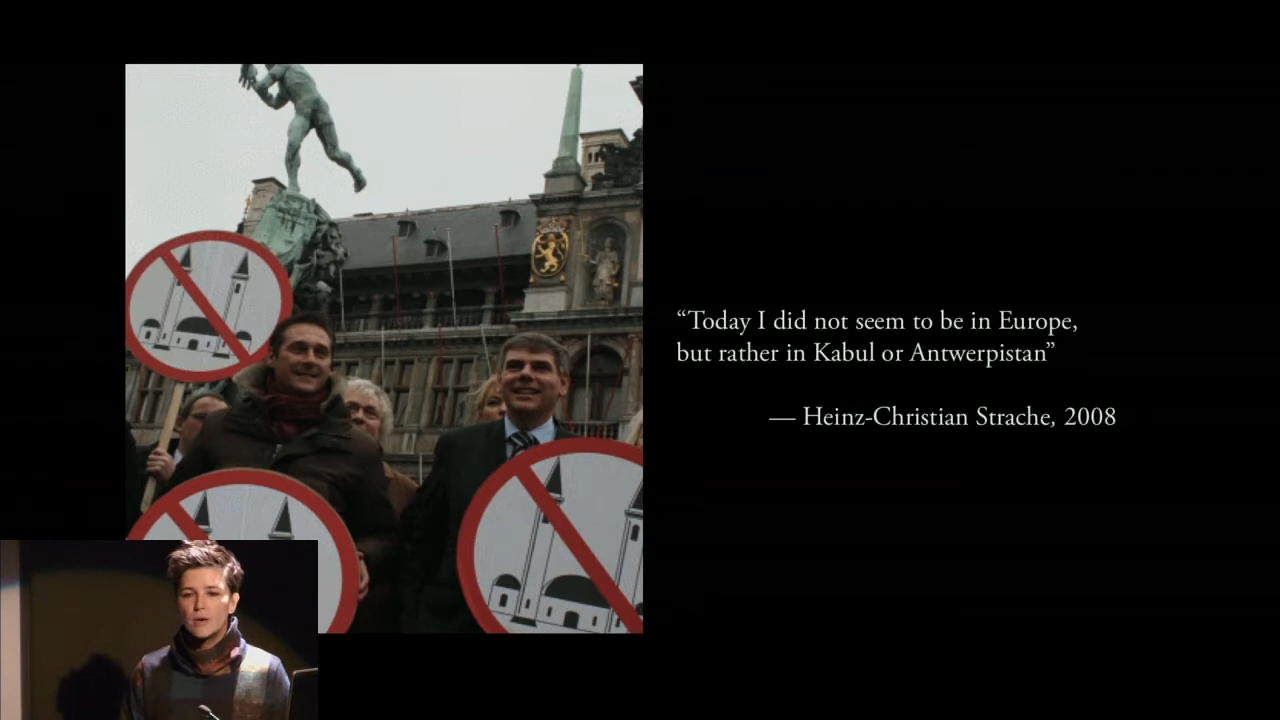 “Today I did not seem to be in Europe,
but rather in Kabul or Antwerpistan”
— Heinz-Christian Strache, 2008